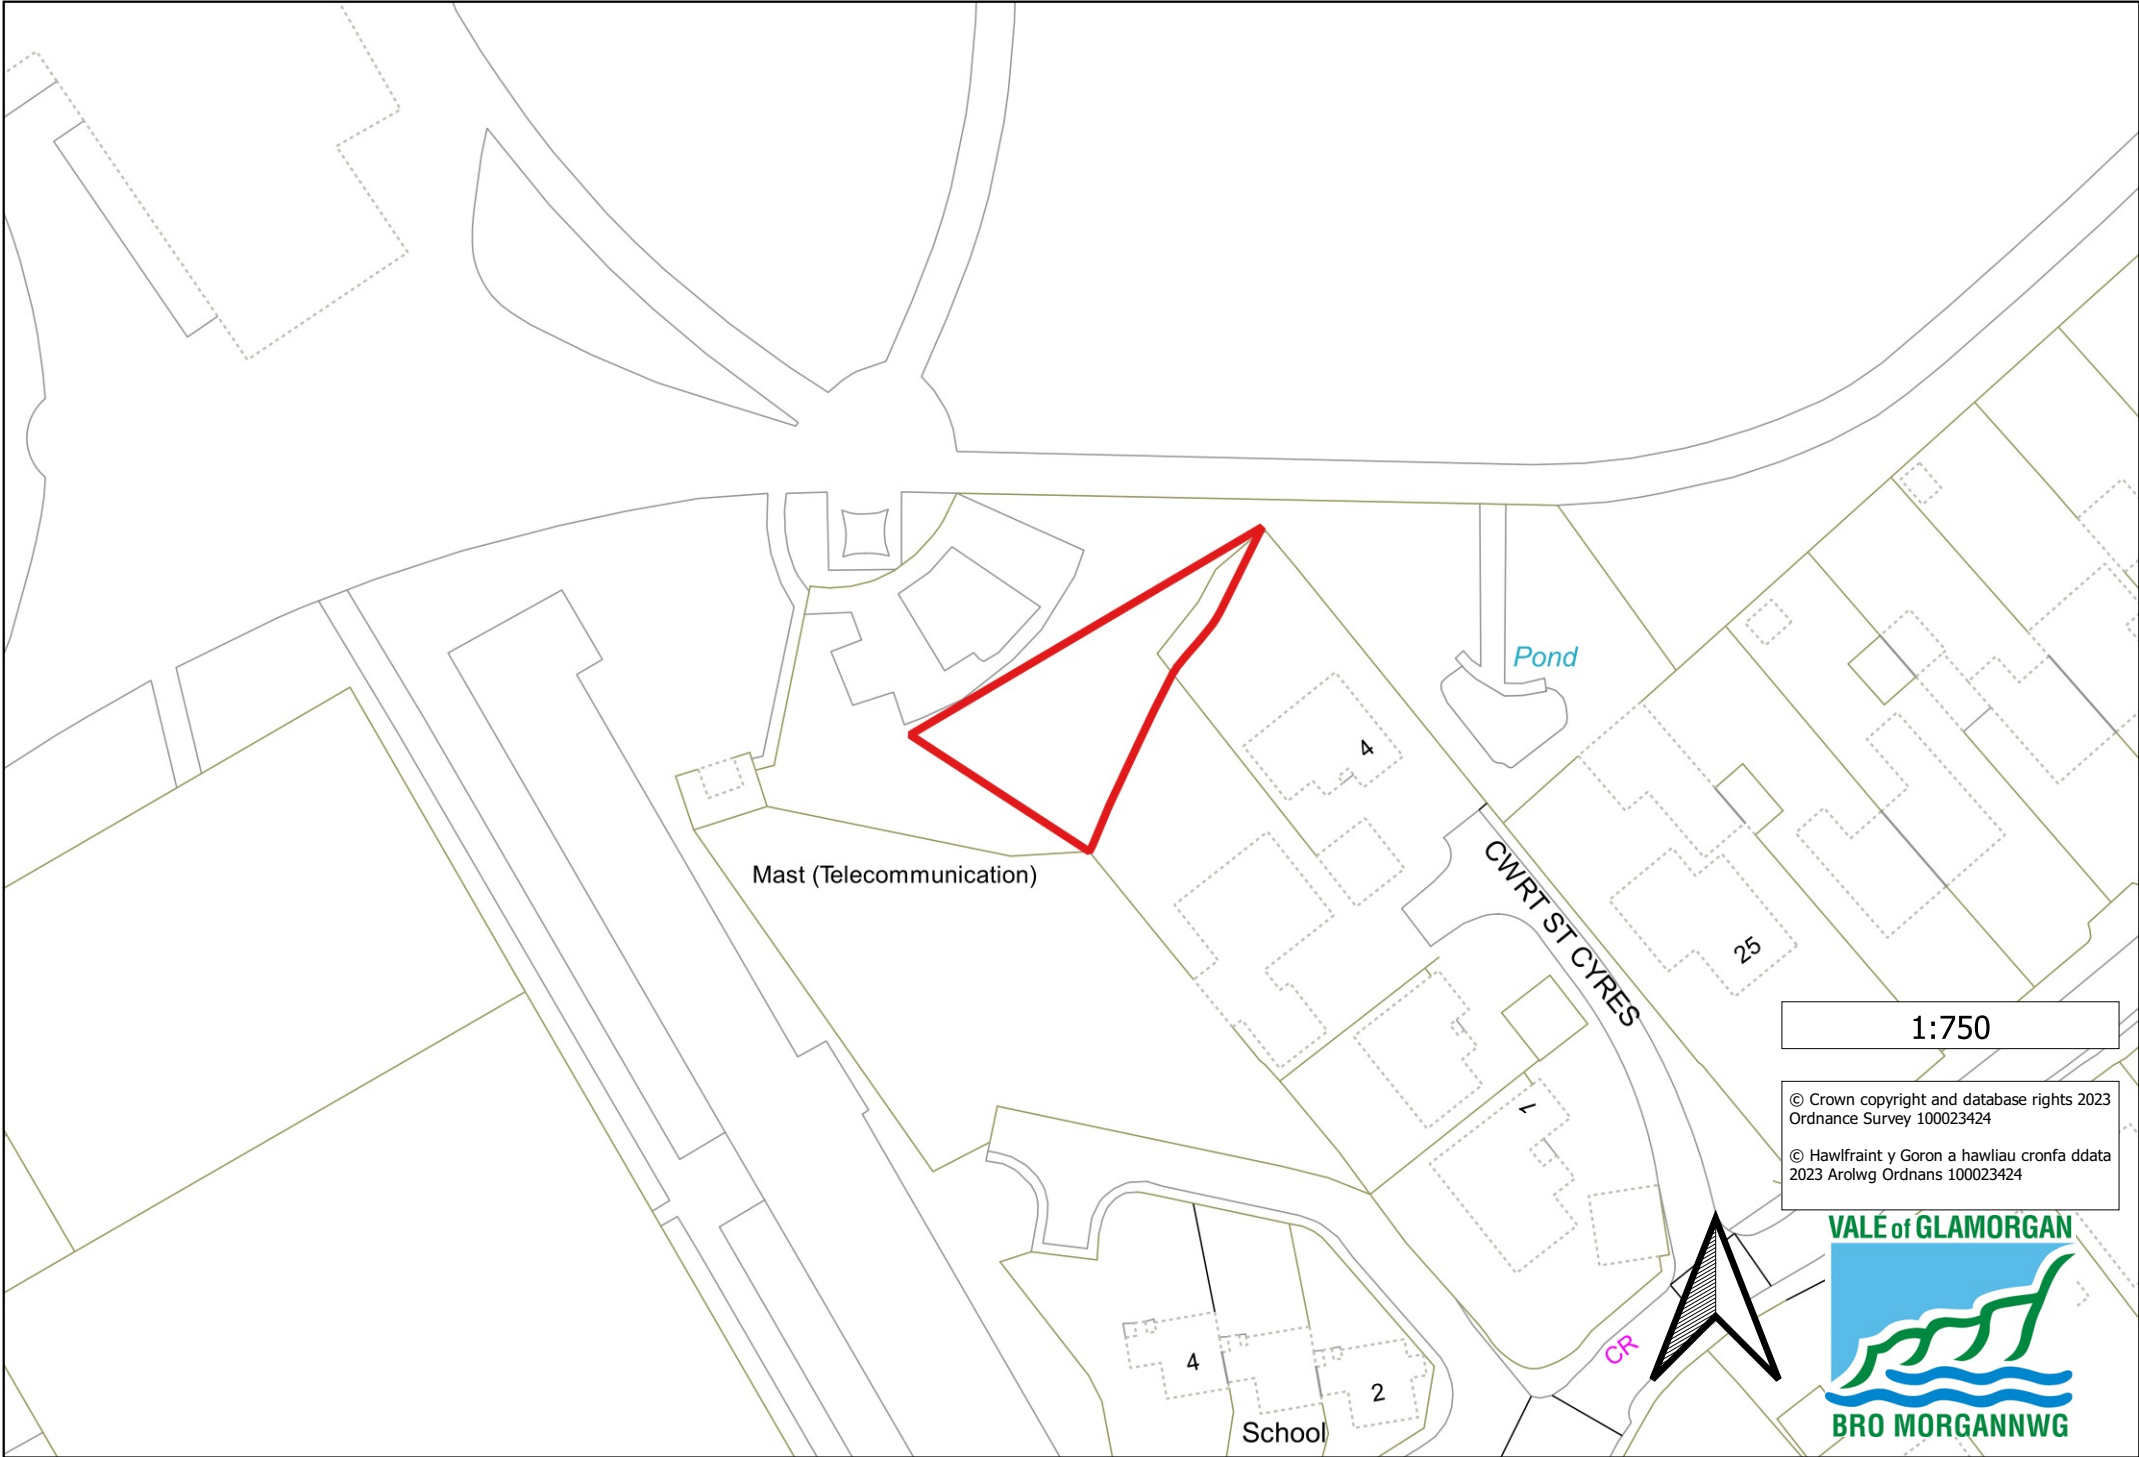 Pond
4
Mast (Telecommunication)
CWRT ST CYRES
25
1:750
1
© Crown copyright and database rights 2023
Ordnance Survey 100023424
© Hawlfraint y Goron a hawliau cronfa ddata
2023 Arolwg Ordnans 100023424
VALE of GLAMORGAN
BRO MORGANNWG
CR
4
2
School